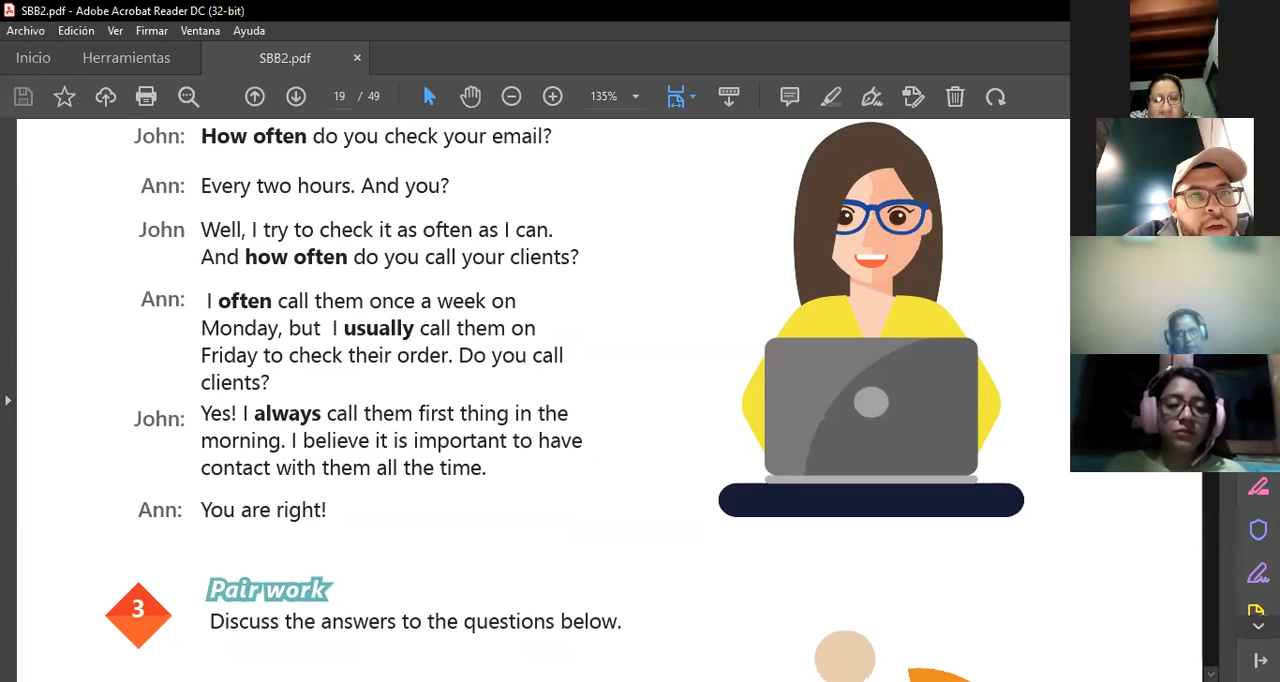 SBB2.pdf - Adobe Acrobat Reader DC (32-bit)
Archivo Edición Ver Firmar Ventana Ayuda
Inicio Herramientas SBB2.pdf ×
19 / 49 135%
John: How often do you check your email?
Ann: Every two hours. And you?
John Well, I try to check it as often as I can.
And how often do you call your clients?
Ann: I often call them once a week on
Monday, but I usually call them on
Friday to check their order. Do you call
clients?
John: Yes! I always call them first thing in the
morning. I believe it is important to have
contact with them all the time.
Ann: You are right!
3 Pair work
Discuss the answers to the questions below.